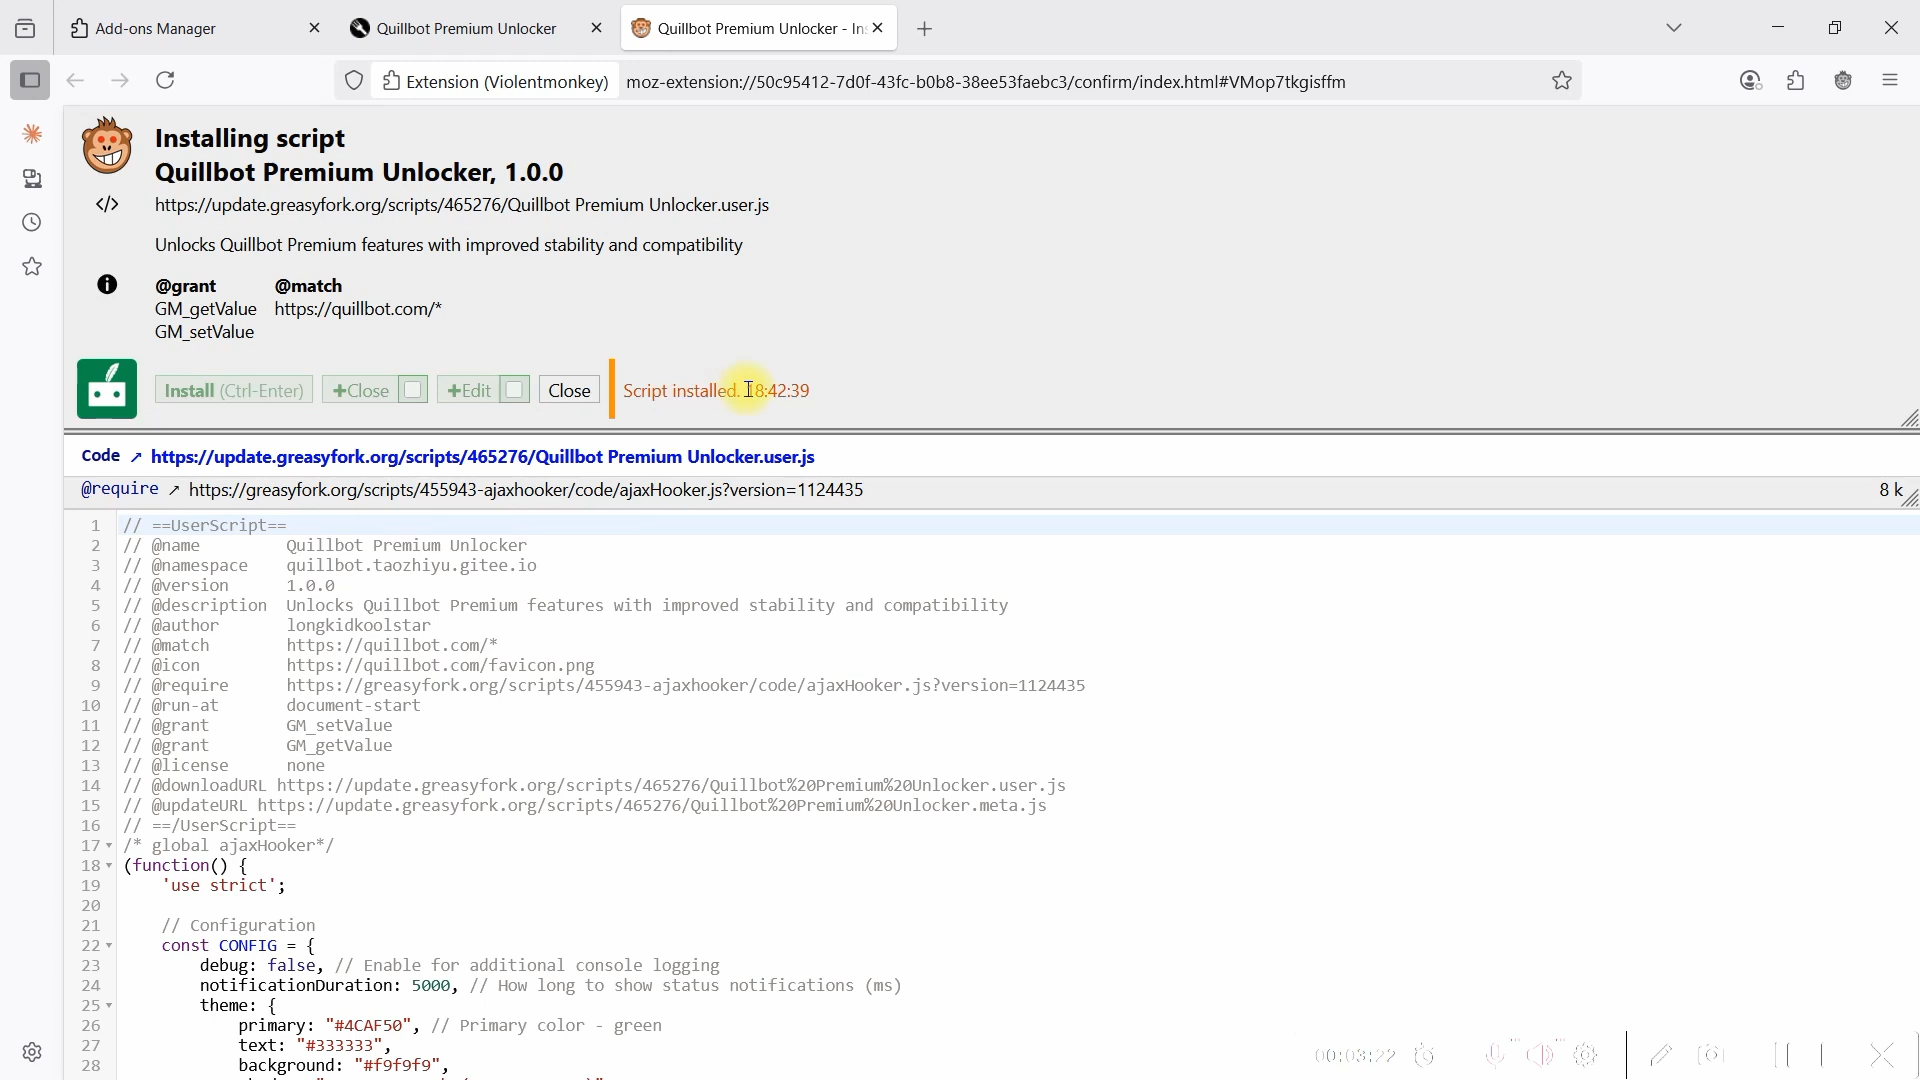 Add-ons Manager
Quillbot Premium Unlocker
Quillbot Premium Unlocker - In
Extension (Violentmonkey)
moz-extension://50c95412-7d0f-43fc-b0b8-38ee53faebc3/confirm/index.html#VMop7tkgisffm
Installing script
Quillbot Premium Unlocker, 1.0.0
</> https://update.greasyfork.org/scripts/465276/Quillbot Premium Unlocker.user.js
Unlocks Quillbot Premium features with improved stability and compatibility
@grant @match
GM_getValue https://quillbot.com/*
GM_setValue
Install (Ctrl-Enter) +Close +Edit Close Script installed. 18:42:39
Code ↗ https://update.greasyfork.org/scripts/465276/Quillbot Premium Unlocker.user.js
@require ↗ https://greasyfork.org/scripts/455943-ajaxhooker/code/ajaxHooker.js?version=1124435 8 k
1 // ==UserScript==
2 // @name Quillbot Premium Unlocker
3 // @namespace quillbot.taozhiyu.gitee.io
4 // @version 1.0.0
5 // @description Unlocks Quillbot Premium features with improved stability and compatibility
6 // @author longkidkoolstar
7 // @match https://quillbot.com/*
8 // @icon https://quillbot.com/favicon.png
9 // @require https://greasyfork.org/scripts/455943-ajaxhooker/code/ajaxHooker.js?version=1124435
10 // @run-at document-start
11 // @grant GM_setValue
12 // @grant GM_getValue
13 // @license none
14 // @downloadURL https://update.greasyfork.org/scripts/465276/Quillbot%20Premium%20Unlocker.user.js
15 // @updateURL https://update.greasyfork.org/scripts/465276/Quillbot%20Premium%20Unlocker.meta.js
16 // ==/UserScript==
17 /* global ajaxHooker*/
18 (function() {
19 'use strict';
20
21 // Configuration
22 const CONFIG = {
23 debug: false, // Enable for additional console logging
24 notificationDuration: 5000, // How long to show status notifications (ms)
25 theme: {
26 primary: "#4CAF50", // Primary color - green
27 text: "#333333",
28 background: "#f9f9f9",
00:03:22